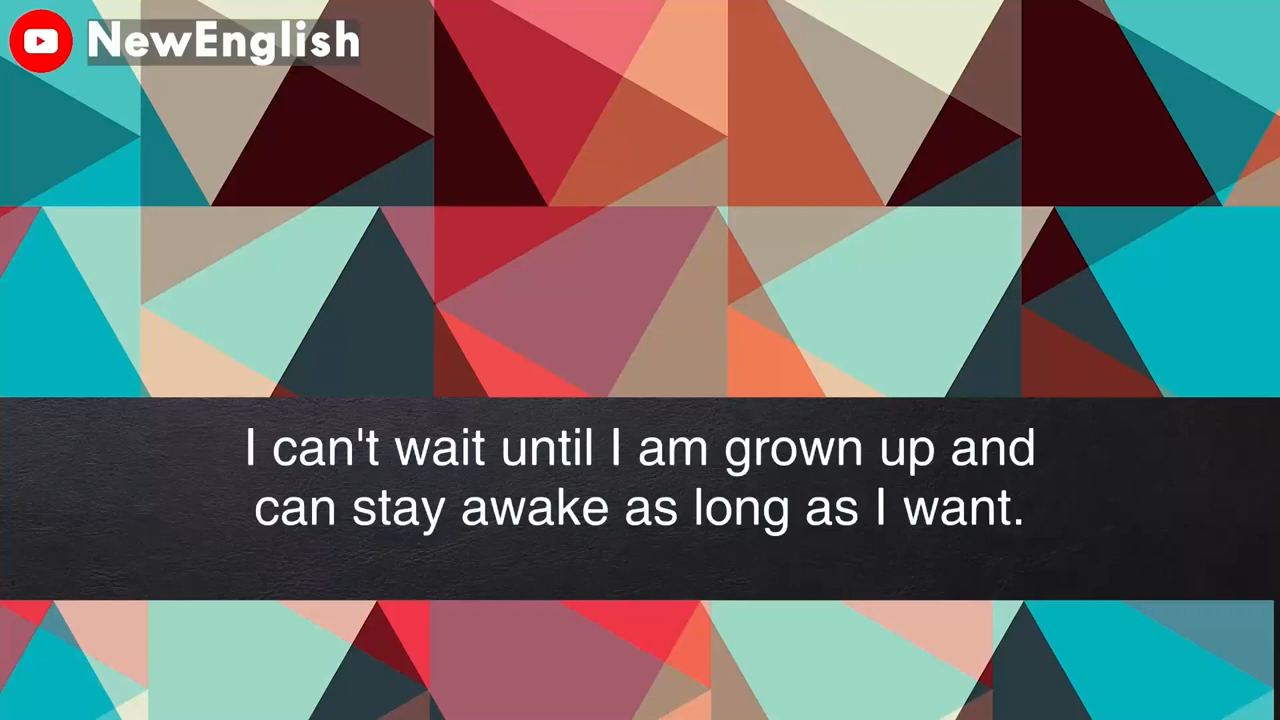 NewEnglish
I can't wait until I am grown up and
can stay awake as long as I want.